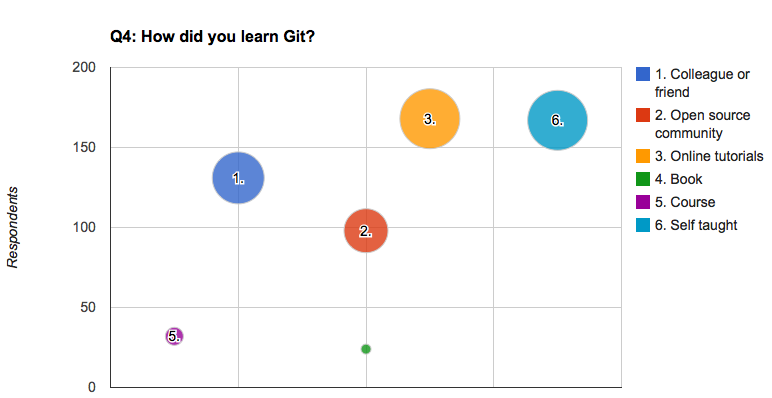 Q4: How did you learn Git?
200
150
100
50
0
Respondents
1.
2.
3.
5.
6.
1. Colleague or
friend
2. Open source
community
3. Online tutorials
4. Book
5. Course
6. Self taught